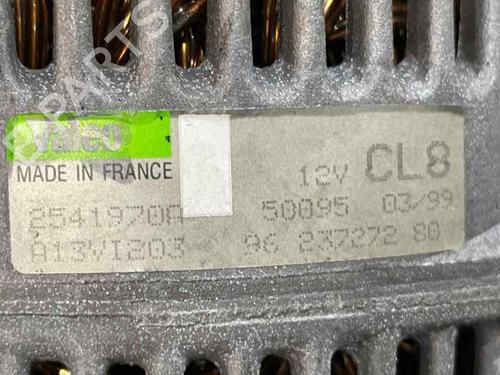 Valeo
MADE IN FRANCE
12V CL8
2541970A 50095 03/99
A13VI203 96 237272 80